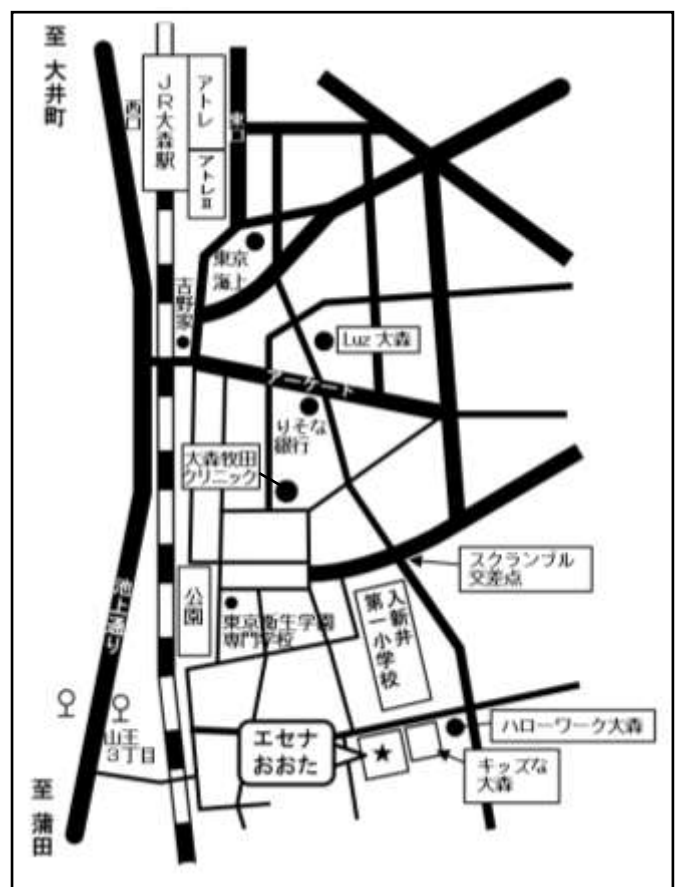 至 大井町
西口
JR大森駅
アトレ
アトレⅡ
東口
東京
海上
吉野家
Luz 大森
アーケード
りそな
銀行
大森牧田
クリニック
スクランブル
交差点
公園
東京衛生学園
専門学校
入新井
第一小学校
池上通り
山王
3丁目
エセナ
おおた
★
ハローワーク大森
キッズな
大森
至 蒲田